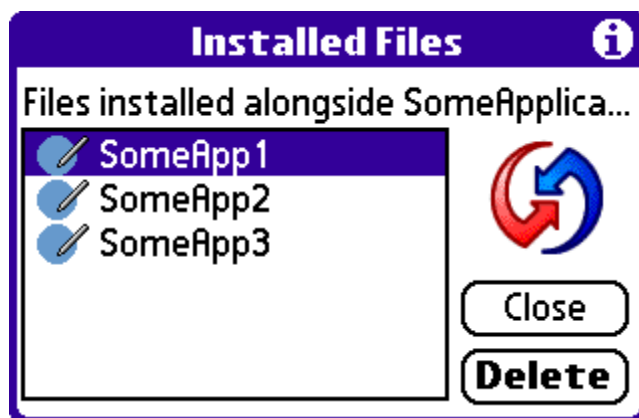 Installed Files
Files installed alongside SomeApplica...
SomeApp1
SomeApp2
SomeApp3
Close
Delete